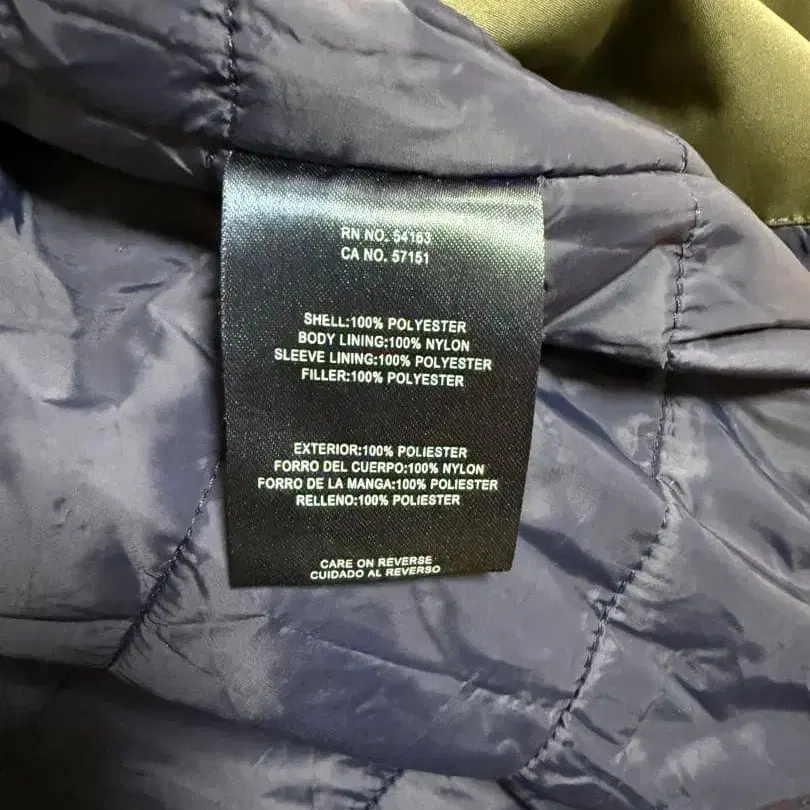 RN NO. 54163
CA NO. 57151
SHELL:100% POLYESTER
BODY LINING:100% NYLON
SLEEVE LINING:100% POLYESTER
FILLER:100% POLYESTER
EXTERIOR:100% POLIESTER
FORRO DEL CUERPO:100% NYLON
FORRO DE LA MANGA:100% POLIESTER
RELLENO:100% POLIESTER
CARE ON REVERSE
CUIDADO AL REVERSO